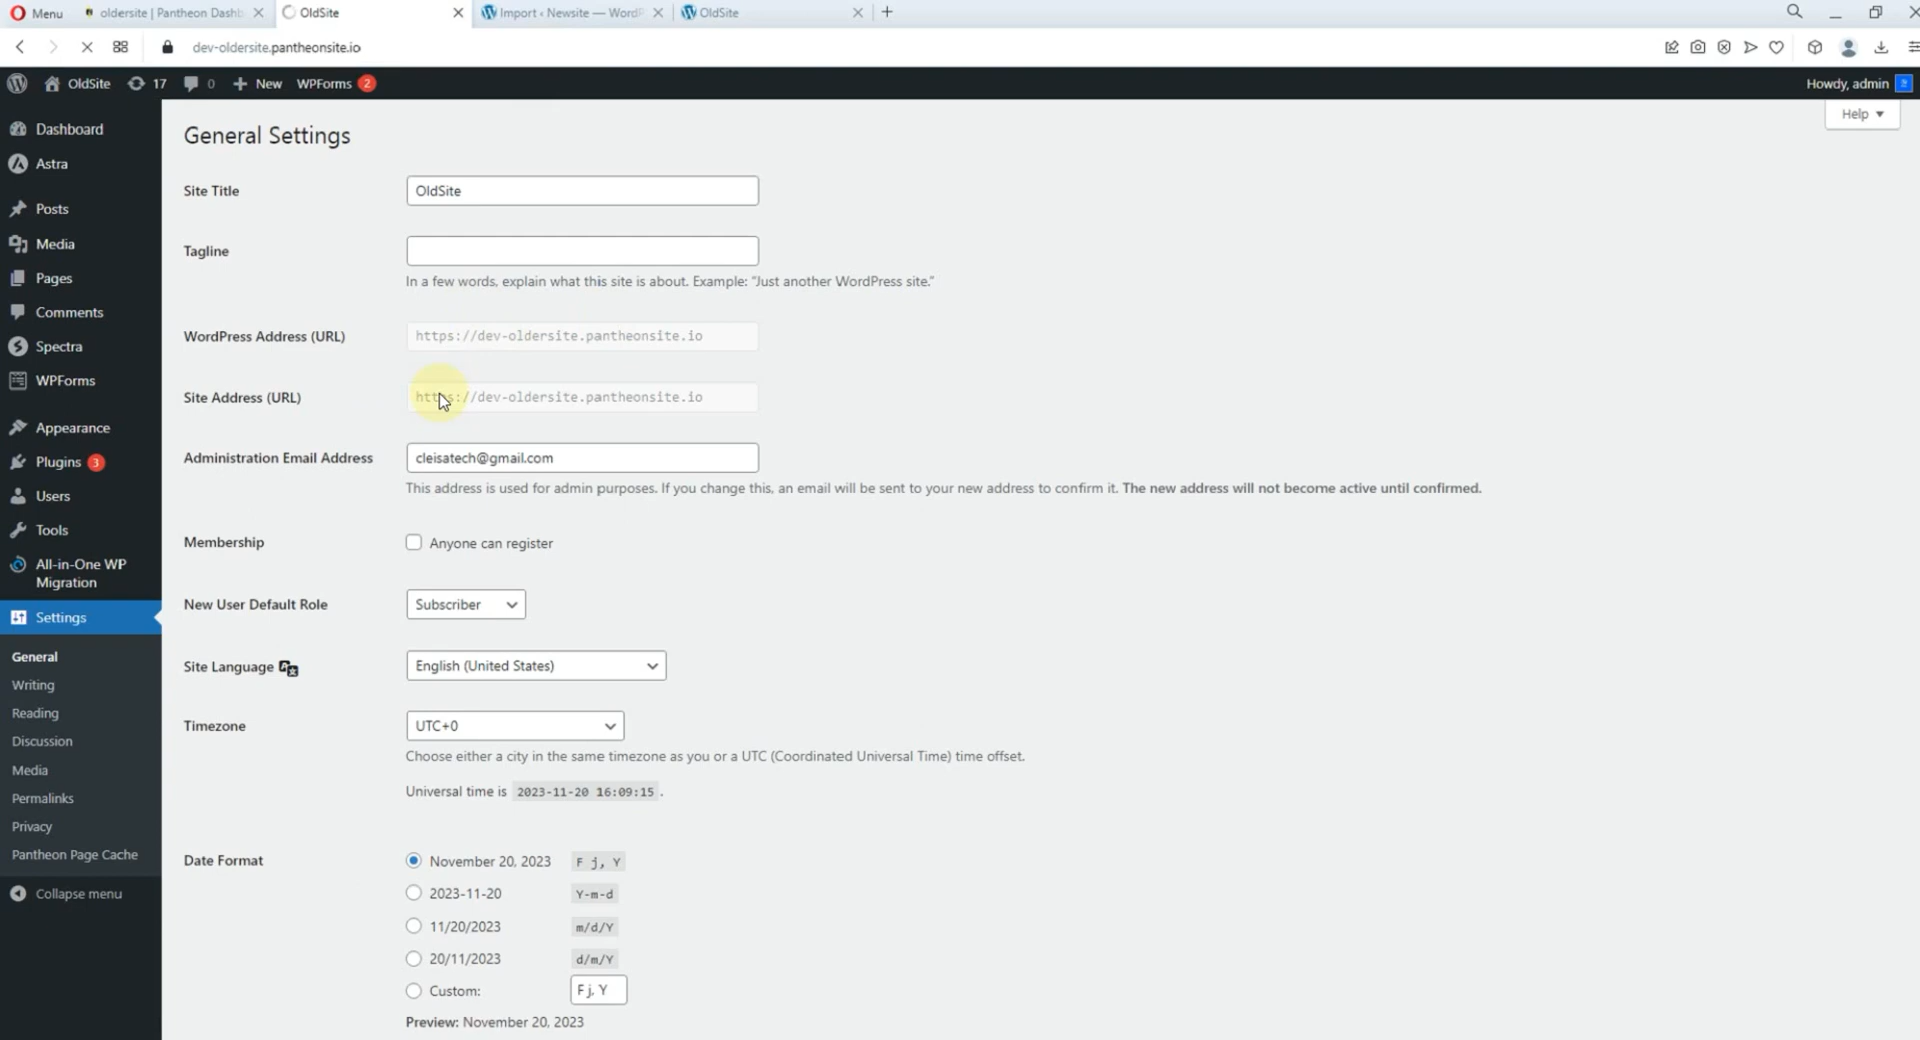 Menu
oldersite | Pantheon Dashb
OldSite
Import ‹ Newsite — WordP
OldSite
dev-oldersite.pantheonsite.io
OldSite
17
0
New
WPForms 2
Howdy, admin
Help
Dashboard
Astra
Posts
Media
Pages
Comments
Spectra
WPForms
Appearance
Plugins 3
Users
Tools
All-in-One WP
Migration
Settings
General
Writing
Reading
Discussion
Media
Permalinks
Privacy
Pantheon Page Cache
Collapse menu
General Settings
Site Title
OldSite
Tagline
In a few words, explain what this site is about. Example: “Just another WordPress site.”
WordPress Address (URL)
https://dev-oldersite.pantheonsite.io
Site Address (URL)
https://dev-oldersite.pantheonsite.io
Administration Email Address
cleisatech@gmail.com
This address is used for admin purposes. If you change this, an email will be sent to your new address to confirm it. The new address will not become active until confirmed.
Membership
Anyone can register
New User Default Role
Subscriber
Site Language
English (United States)
Timezone
UTC+0
Choose either a city in the same timezone as you or a UTC (Coordinated Universal Time) time offset.
Universal time is 2023-11-20 16:09:15 .
Date Format
November 20, 2023 F j, Y
2023-11-20 Y-m-d
11/20/2023 m/d/Y
20/11/2023 d/m/Y
Custom: F j, Y
Preview: November 20, 2023